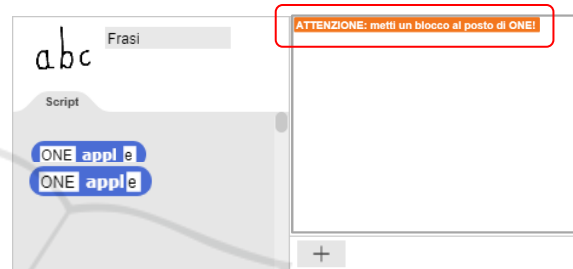 ATTENZIONE: metti un blocco al posto di ONE!
abc
Frasi
Script
ONE appl e
ONE appl e
+